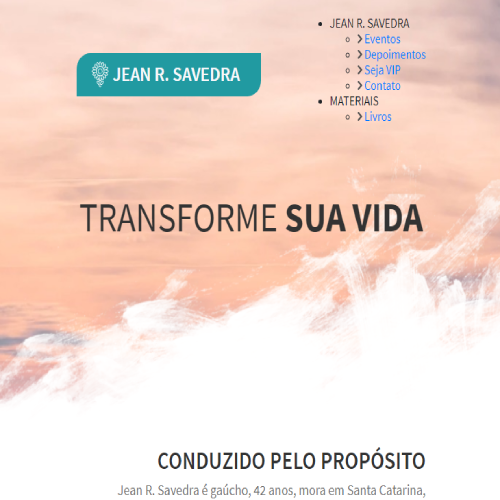 JEAN R. SAVEDRA
JEAN R. SAVEDRA
Eventos
Depoimentos
Seja VIP
Contato
MATERIAIS
Livros
TRANSFORME SUA VIDA
CONDUZIDO PELO PROPÓSITO
Jean R. Savedra é gaúcho, 42 anos, mora em Santa Catarina,